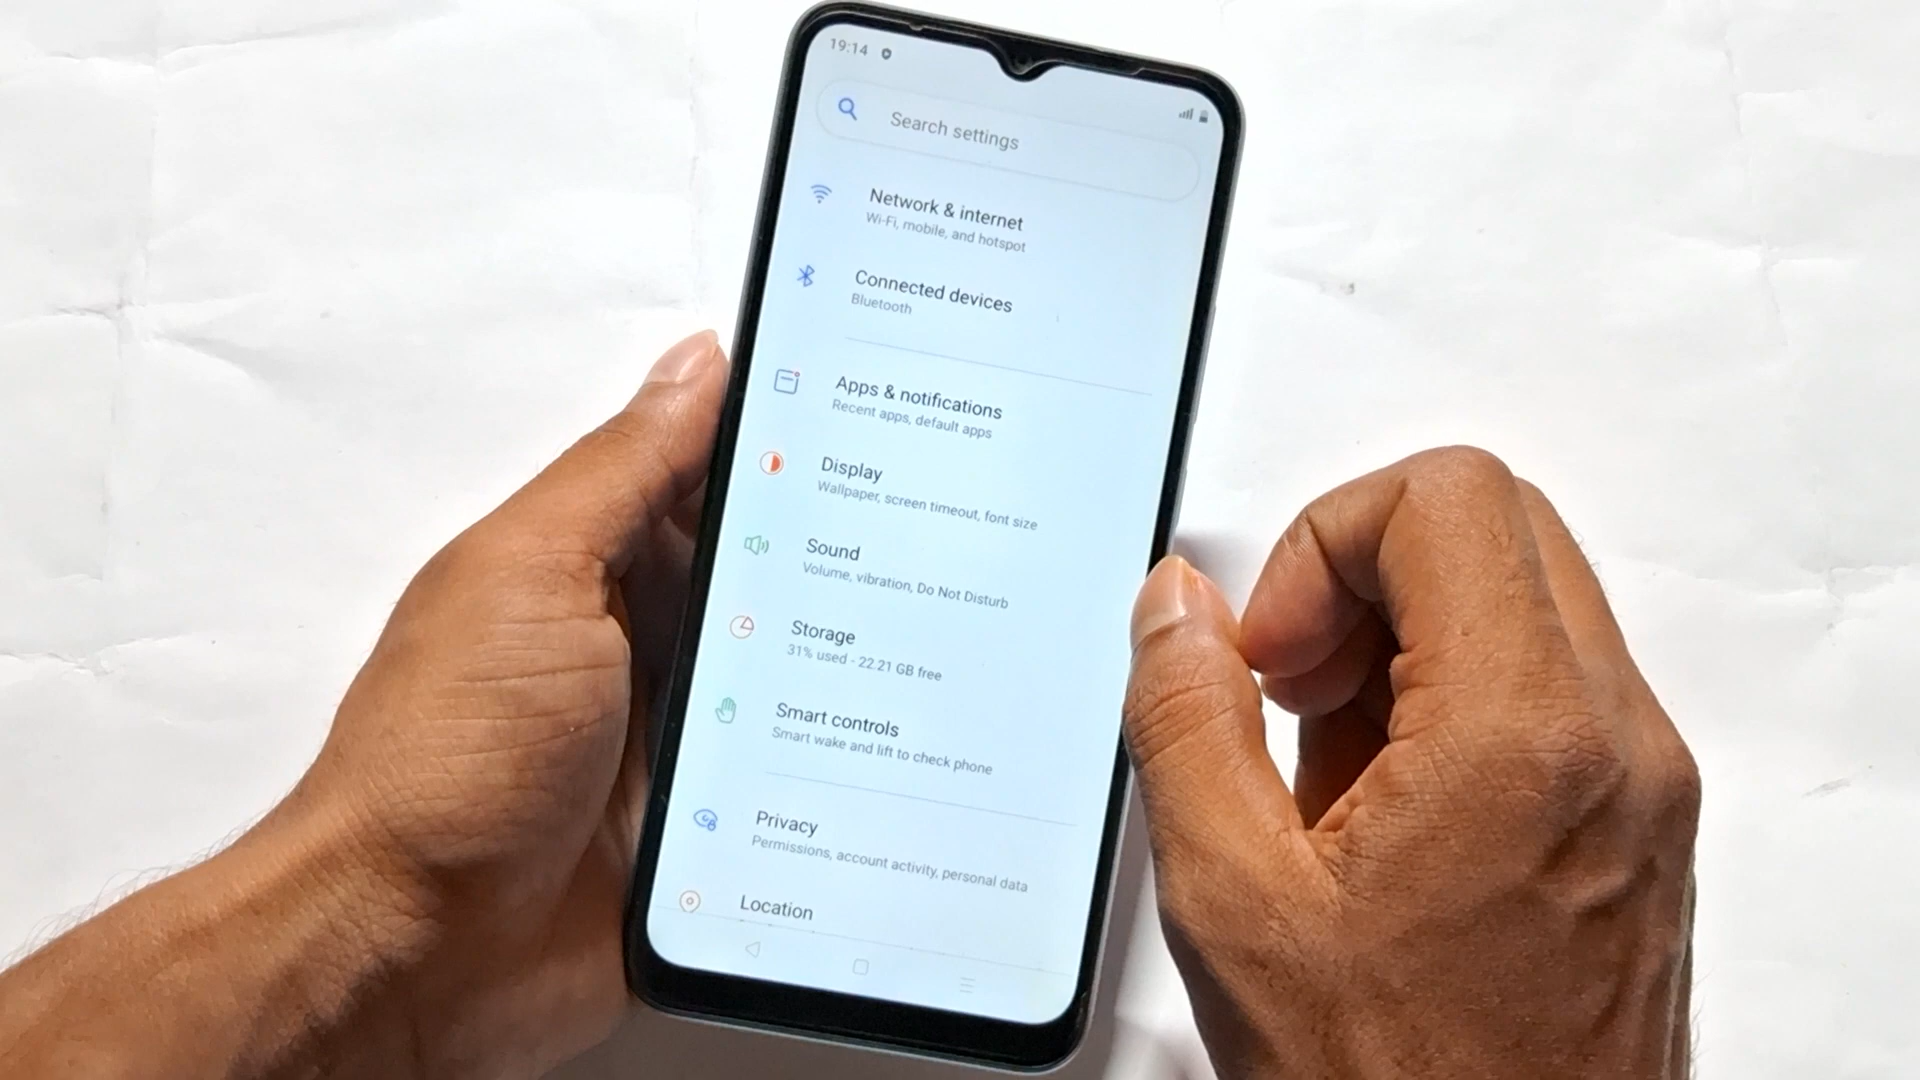 19:14
Search settings
Network & internet
Wi-Fi, mobile, and hotspot
Connected devices
Bluetooth
Apps & notifications
Recent apps, default apps
Display
Wallpaper, screen timeout, font size
Sound
Volume, vibration, Do Not Disturb
Storage
31% used - 22.21 GB free
Smart controls
Smart wake and lift to check phone
Privacy
Permissions, account activity, personal data
Location